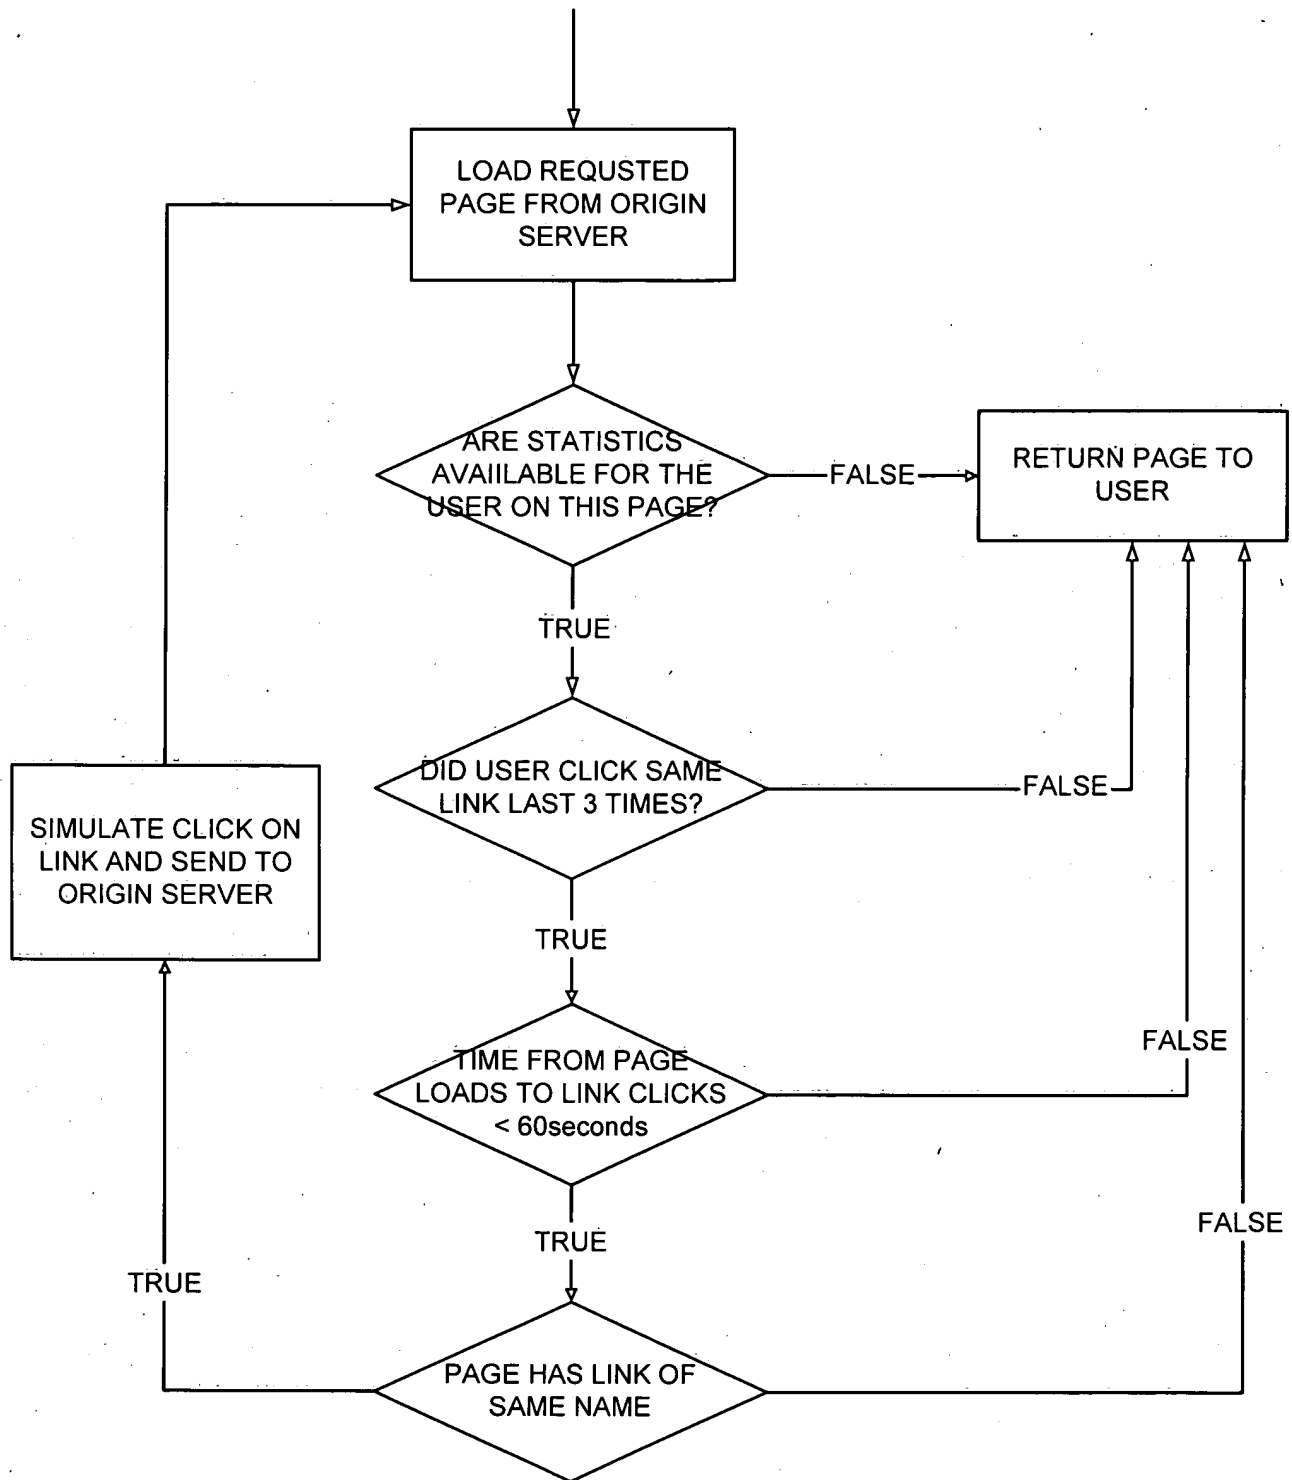 LOAD REQUSTED
PAGE FROM ORIGIN
SERVER
ARE STATISTICS
AVAIILABLE FOR THE
USER ON THIS PAGE?
FALSE
RETURN PAGE TO
USER
TRUE
DID USER CLICK SAME
LINK LAST 3 TIMES?
FALSE
SIMULATE CLICK ON
LINK AND SEND TO
ORIGIN SERVER
TRUE
TIME FROM PAGE
LOADS TO LINK CLICKS
< 60seconds
FALSE
TRUE
FALSE
TRUE
PAGE HAS LINK OF
SAME NAME